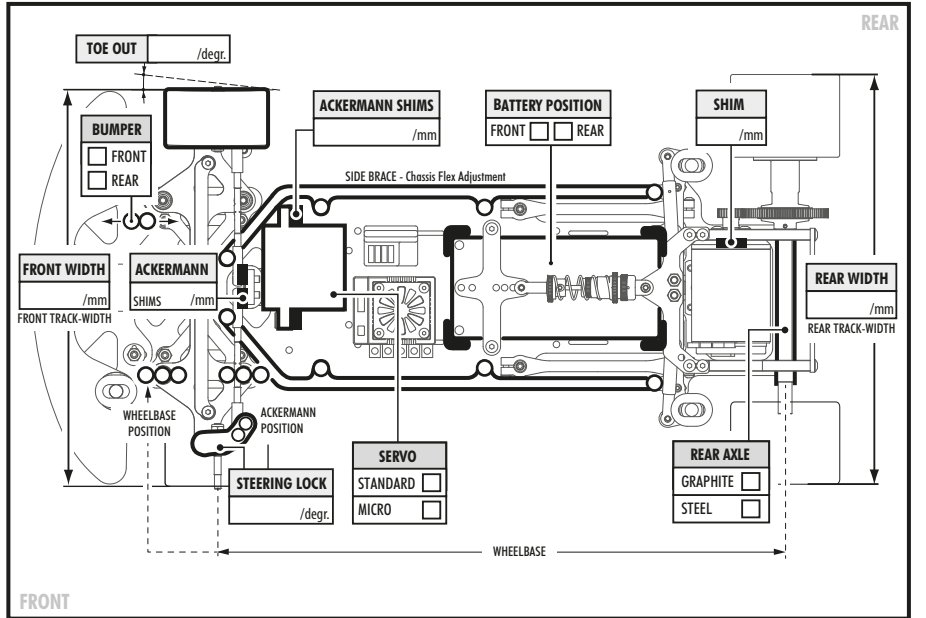 REAR
TOE OUT
/degr.
BUMPER
FRONT
REAR
ACKERMANN SHIMS
/mm
BATTERY POSITION
FRONT REAR
SHIM
/mm
SIDE BRACE - Chassis Flex Adjustment
FRONT WIDTH
/mm
FRONT TRACK-WIDTH
ACKERMANN
SHIMS /mm
REAR WIDTH
/mm
REAR TRACK-WIDTH
WHEELBASE
POSITION
ACKERMANN
POSITION
STEERING LOCK
/degr.
SERVO
STANDARD
MICRO
REAR AXLE
GRAPHITE
STEEL
WHEELBASE
FRONT